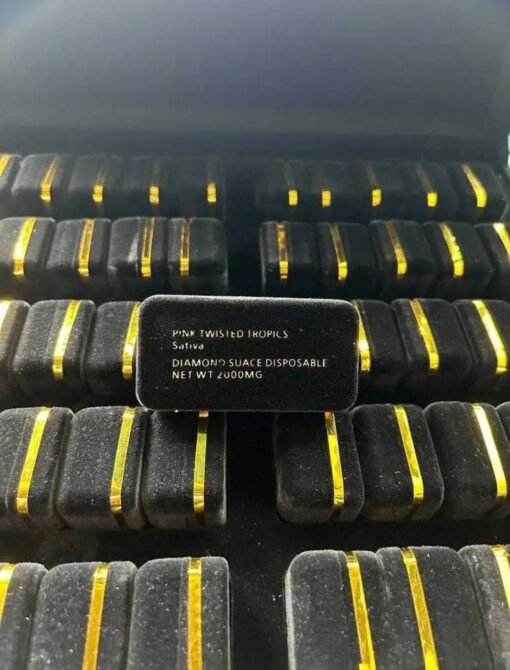 PINK TWISTED TROPICS
Sativa
DIAMOND SUACE DISPOSABLE
NET WT 2000MG